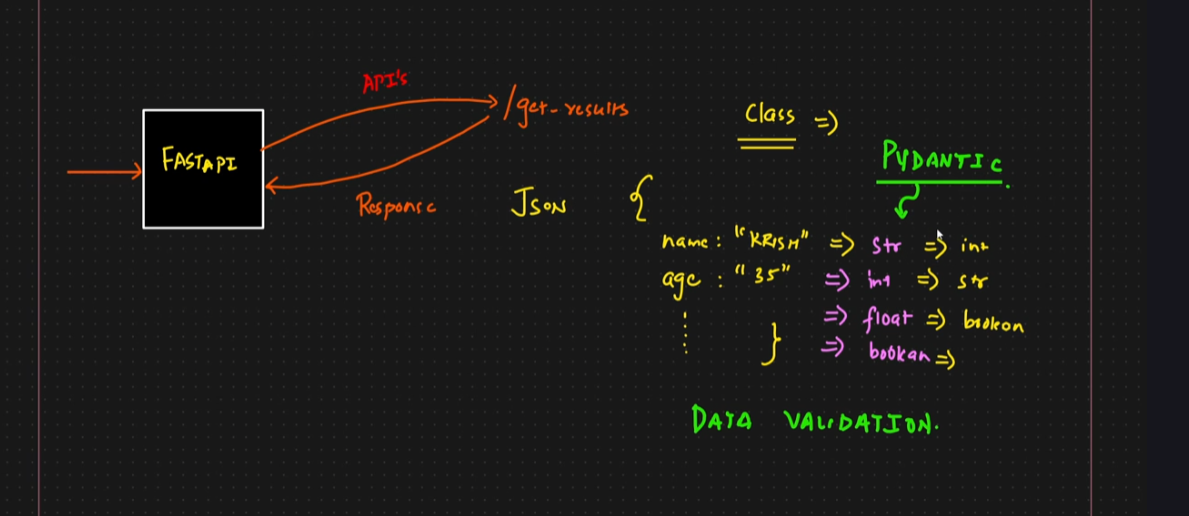 API's
/get-results
FASTAPI
Response
Class =>
PYDANTIC
JSON {
name : "KRISH" => str => int
age : "35" => int => str
=> float => boolean
} => boolean =>
DATA VALIDATION.